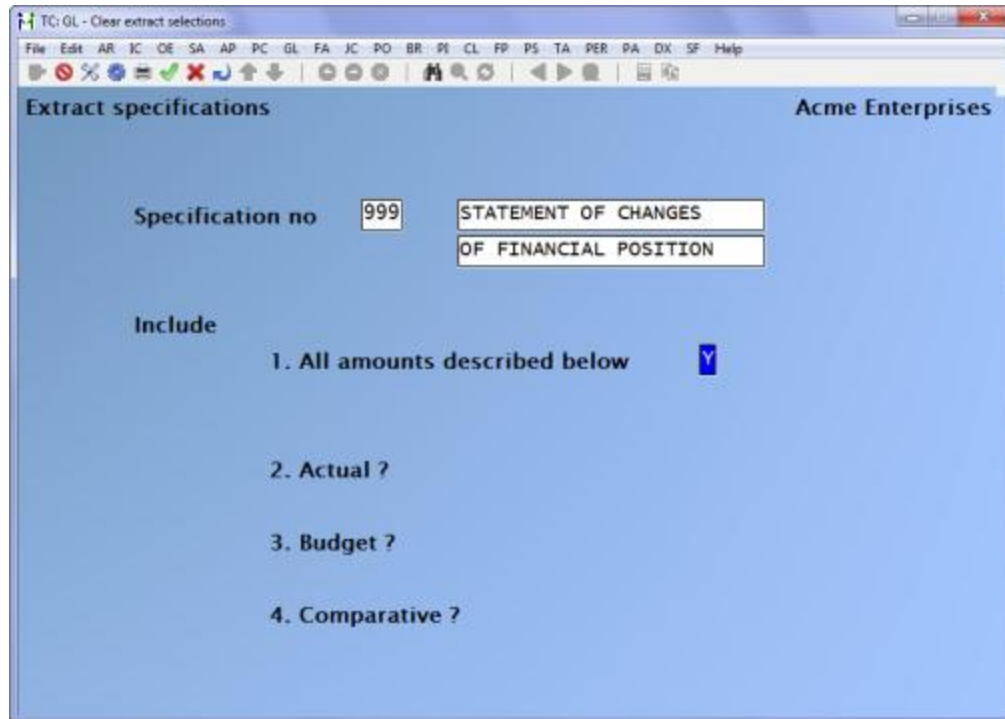 TC: GL - Clear extract selections
File Edit AR IC OE SA AP PC GL FA JC PO BR PI CL FP PS TA PER PA DX SF Help
Extract specifications Acme Enterprises
Specification no 999 STATEMENT OF CHANGES
OF FINANCIAL POSITION
Include
1. All amounts described below Y
2. Actual ?
3. Budget ?
4. Comparative ?